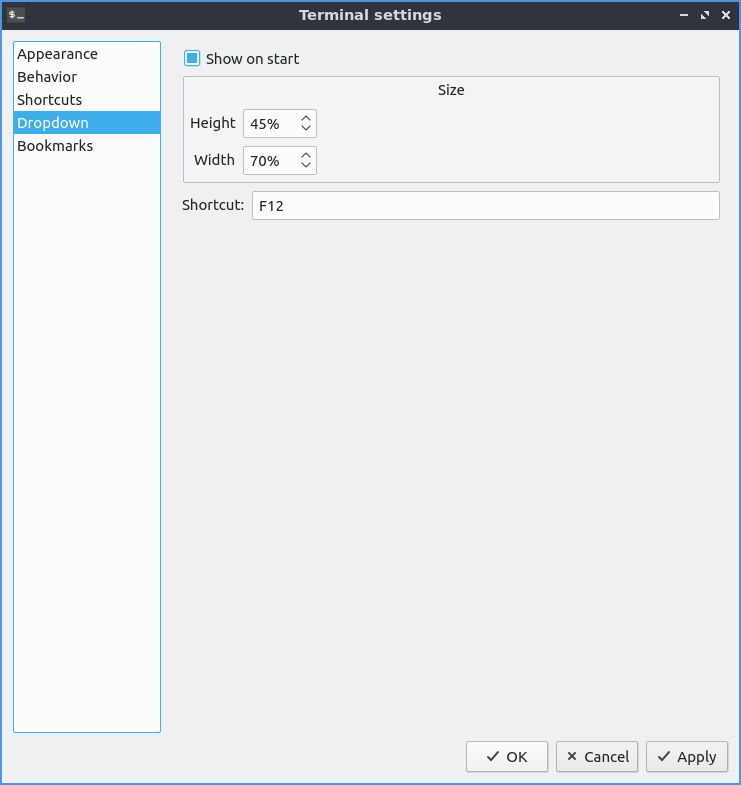 Terminal settings
Appearance
Behavior
Shortcuts
Dropdown
Bookmarks
Show on start
Size
Height 45%
Width 70%
Shortcut: F12
OK Cancel Apply